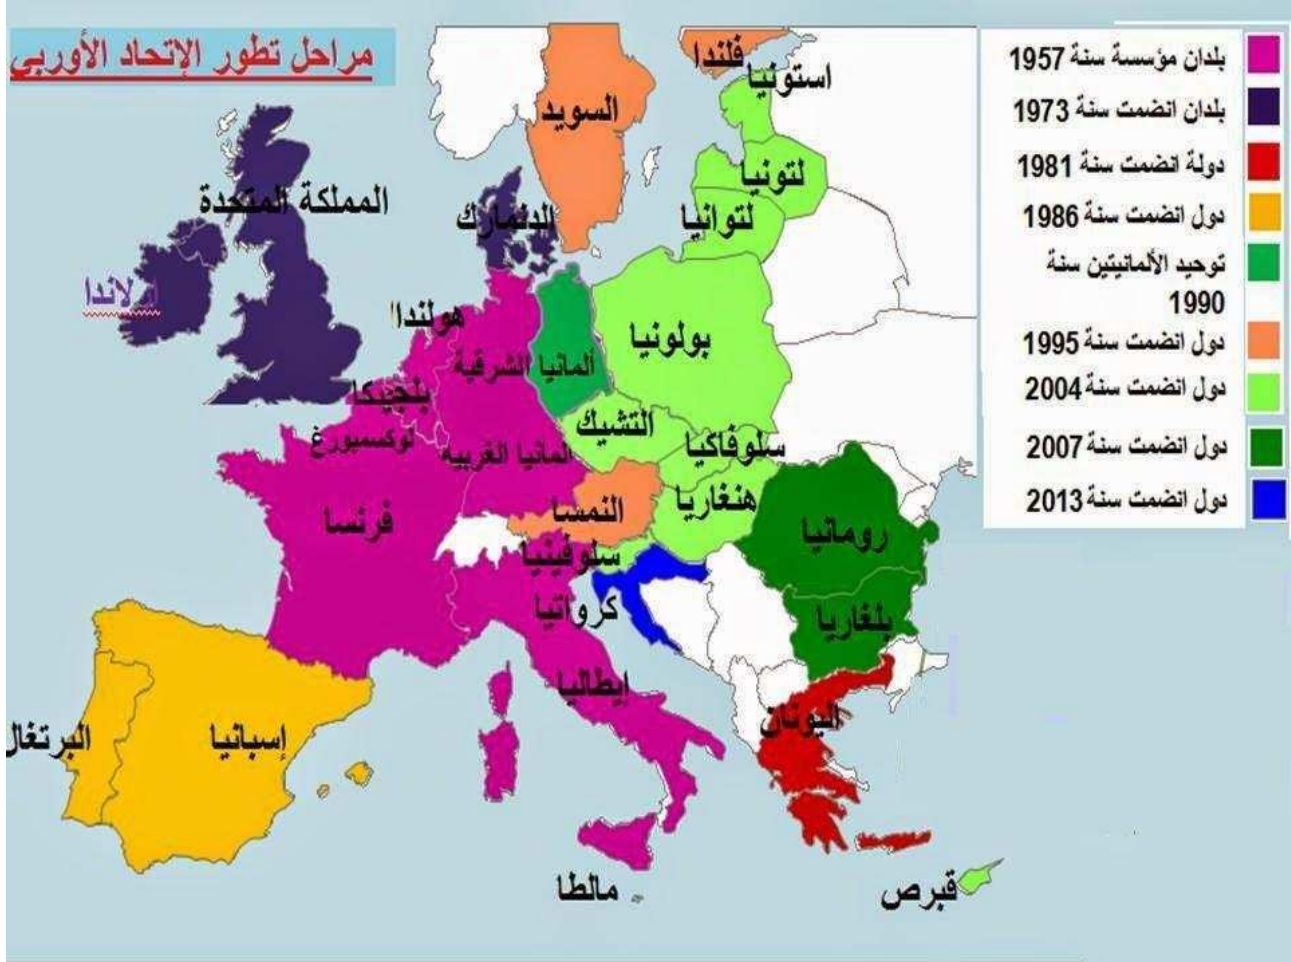 مراحل تطور الإتحاد الأوربي
بلدان مؤسسة سنة 1957
بلدان انضمت سنة 1973
دولة انضمت سنة 1981
دول انضمت سنة 1986
توحيد الألمانيتين سنة
1990
دول انضمت سنة 1995
دول انضمت سنة 2004
دول انضمت سنة 2007
دول انضمت سنة 2013
فلندا
استونيا
السويد
لتونيا
المملكة المتحدة
الدنمارك
لتوانيا
ارلاندا
هولندا
بولونيا
ألمانيا الشرقية
بلجيكا
التشيك
لوكسمبورغ
المانيا الغربيه
سلوفاكيا
هنغاريا
فرنسا
النمسا
رومانيا
سلوفينيا
كرواتيا
بلغاريا
إيطاليا
البرتغال
إسبانيا
اليونان
مالطا
قبرص